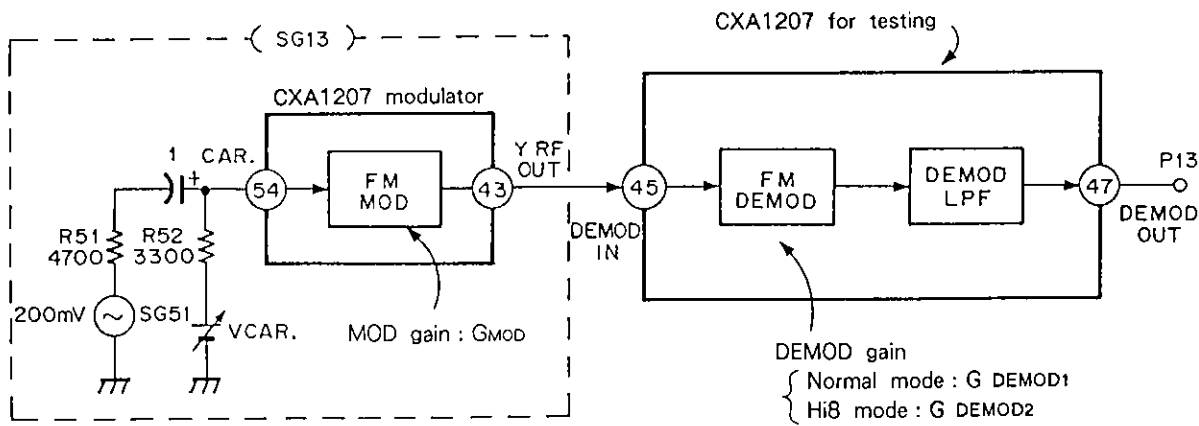 CXA1207 for testing
( SG13 )
CXA1207 modulator
1
CAR.
54
FM
MOD
43
Y RF
OUT
45
DEMOD
IN
FM
DEMOD
DEMOD
LPF
47
P13
DEMOD
OUT
R51
4700
R52
3300
+
200mV
SG51
VCAR.
MOD gain : GMOD
DEMOD gain
Normal mode : G DEMOD1
Hi8 mode : G DEMOD2